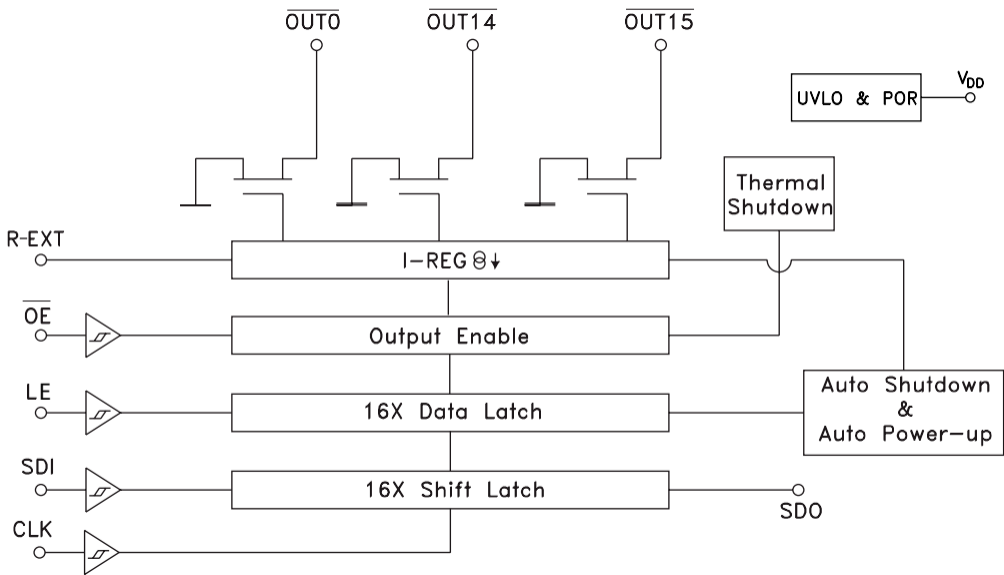 OUT0
OUT14
OUT15
UVLO & POR
VDD
Thermal
Shutdown
R-EXT
I-REG
OE
Output Enable
LE
16X Data Latch
Auto Shutdown
&
Auto Power-up
SDI
16X Shift Latch
SDO
CLK